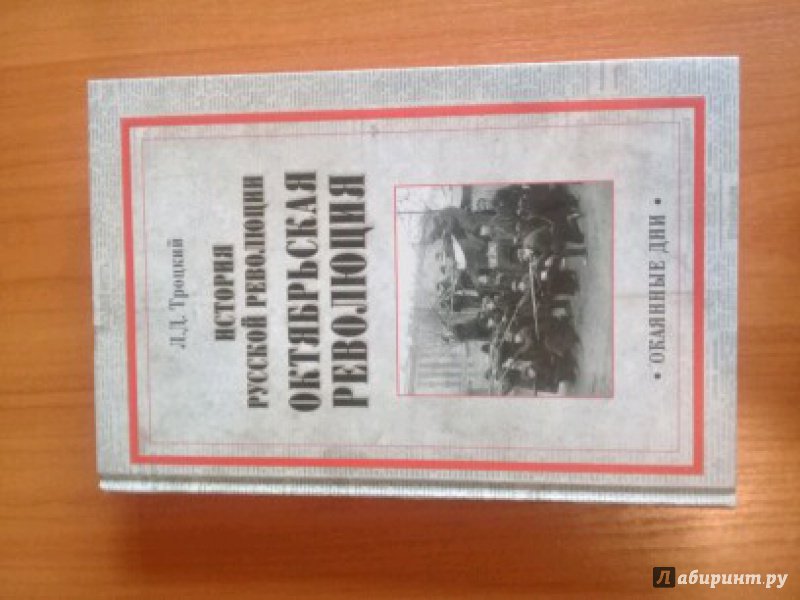 Л.Д. Троцкий
ИСТОРИЯ
РУССКОЙ РЕВОЛЮЦИИ
ОКТЯБРЬСКАЯ
РЕВОЛЮЦИЯ
• ОКАЯННЫЕ ДНИ •
Лабиринт.ру